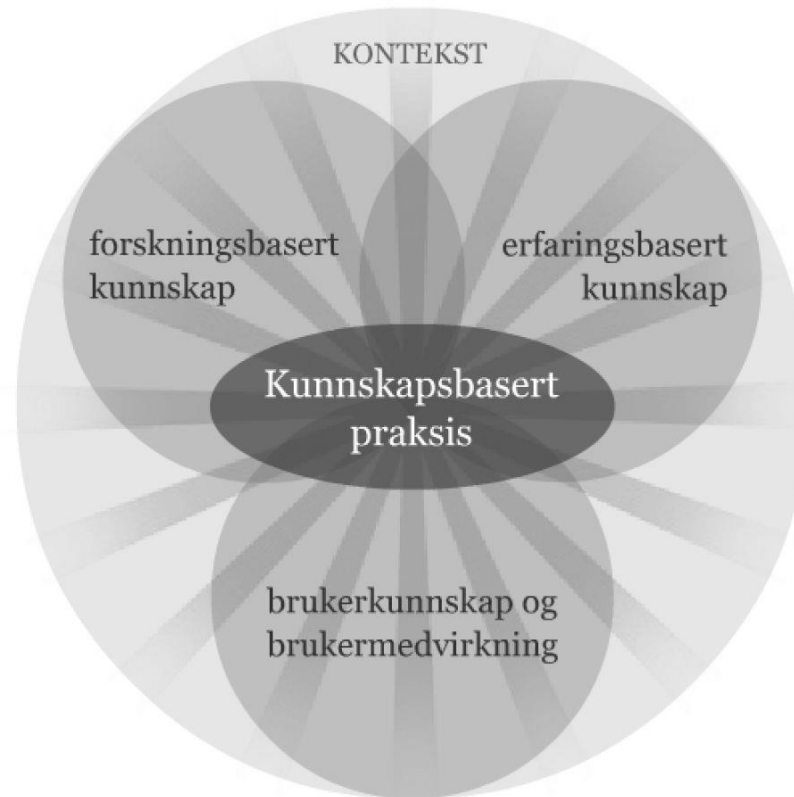 KONTEKST
forskningsbasert
kunnskap
erfaringsbasert
kunnskap
Kunnskapsbasert
praksis
brukerkunnskap og
brukermedvirkning